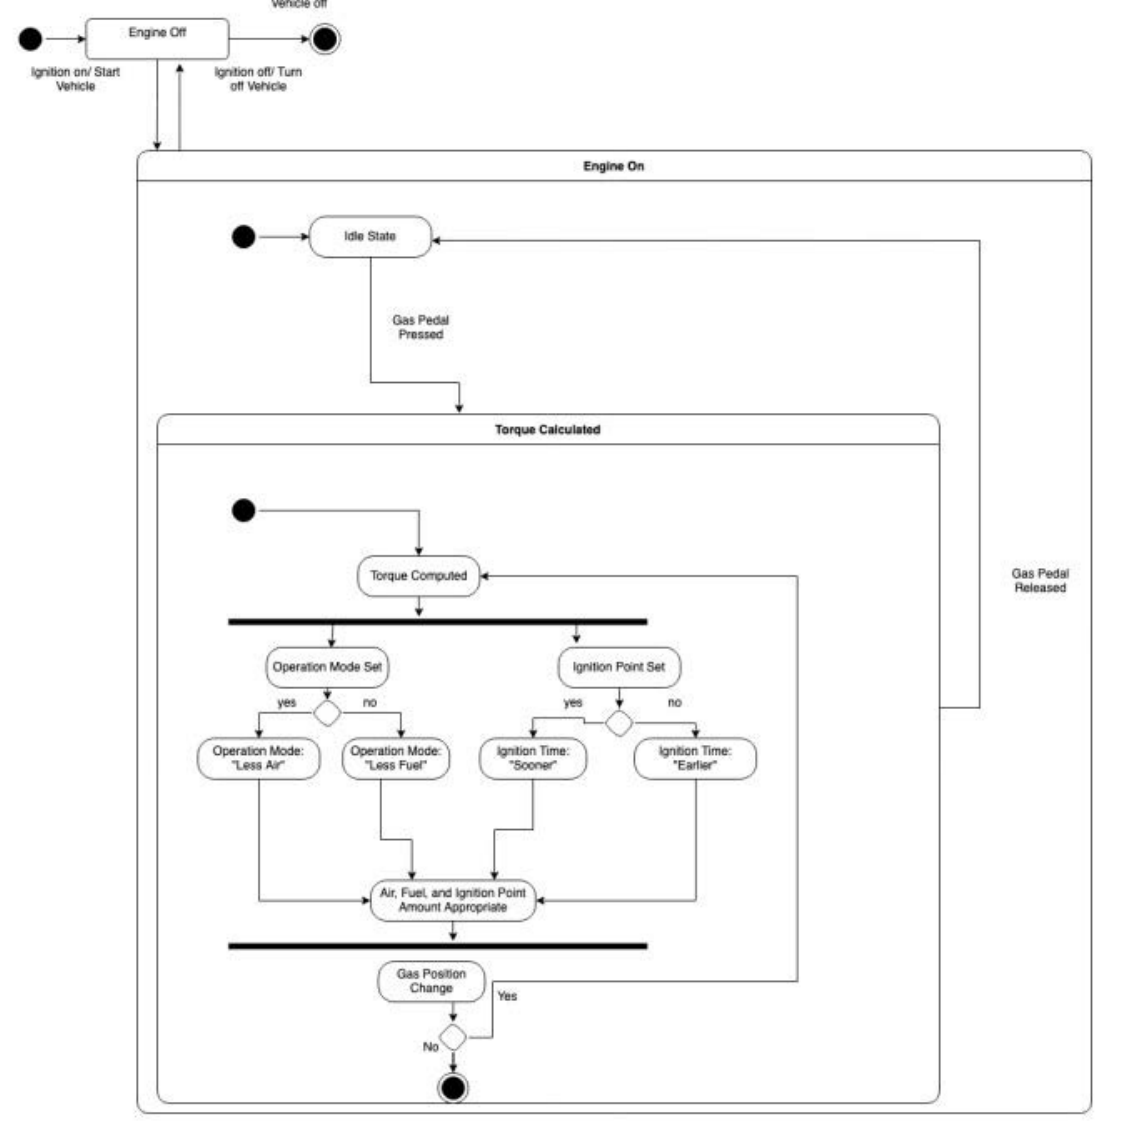 Vehicle off
Engine Off
Ignition on/ Start
Vehicle
Ignition off/ Turn
off Vehicle
Engine On
Idle State
Gas Pedal
Pressed
Torque Calculated
Gas Pedal
Released
Torque Computed
Operation Mode Set
Ignition Point Set
yes
no
yes
no
Operation Mode:
"Less Air"
Operation Mode:
"Less Fuel"
Ignition Time:
"Sooner"
Ignition Time:
"Earlier"
Air, Fuel, and Ignition Point
Amount Appropriate
Gas Position
Change
Yes
No